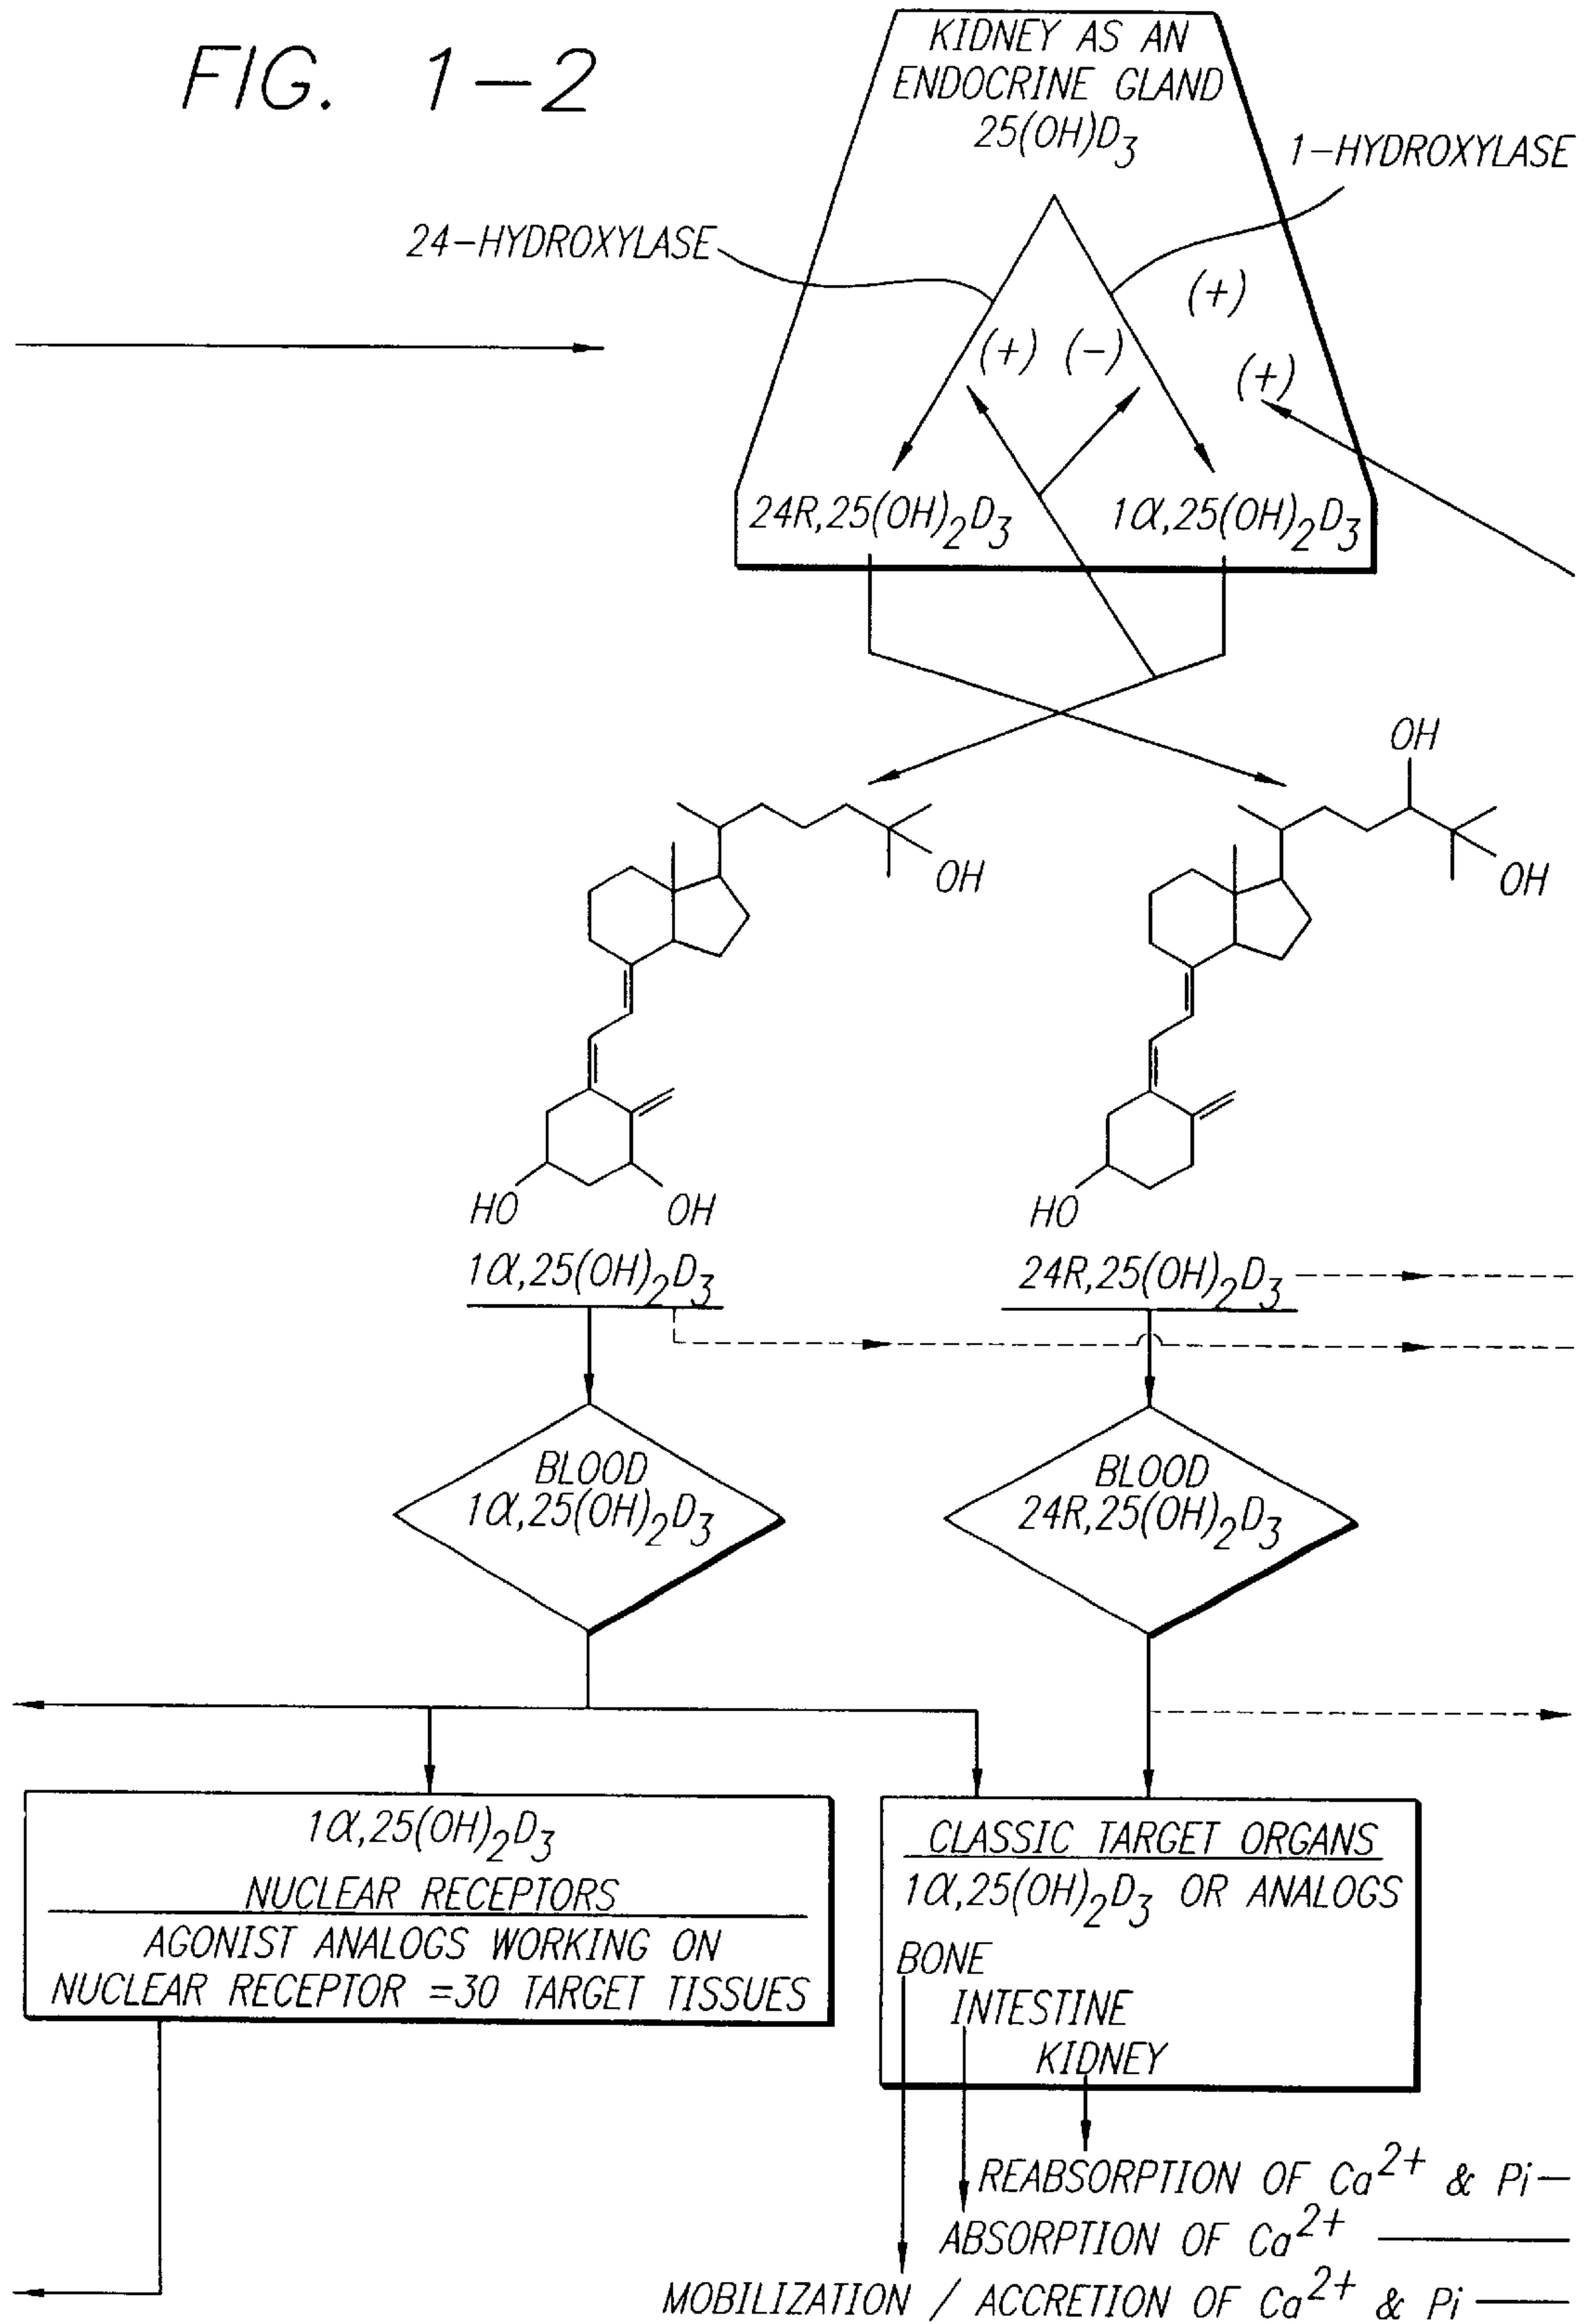 FIG. 1-2
KIDNEY AS AN
ENDOCRINE GLAND
25(OH)D3
1-HYDROXYLASE
24-HYDROXYLASE
(+)
(+) (-)
(+)
24R,25(OH)2D3
1α,25(OH)2D3
OH
OH
OH
HO
OH
HO
1α,25(OH)2D3
24R,25(OH)2D3
BLOOD
1α,25(OH)2D3
BLOOD
24R,25(OH)2D3
1α,25(OH)2D3
NUCLEAR RECEPTORS
AGONIST ANALOGS WORKING ON
NUCLEAR RECEPTOR =30 TARGET TISSUES
CLASSIC TARGET ORGANS
1α,25(OH)2D3 OR ANALOGS
BONE
INTESTINE
KIDNEY
REABSORPTION OF Ca2+ & Pi
ABSORPTION OF Ca2+
MOBILIZATION / ACCRETION OF Ca2+ & Pi